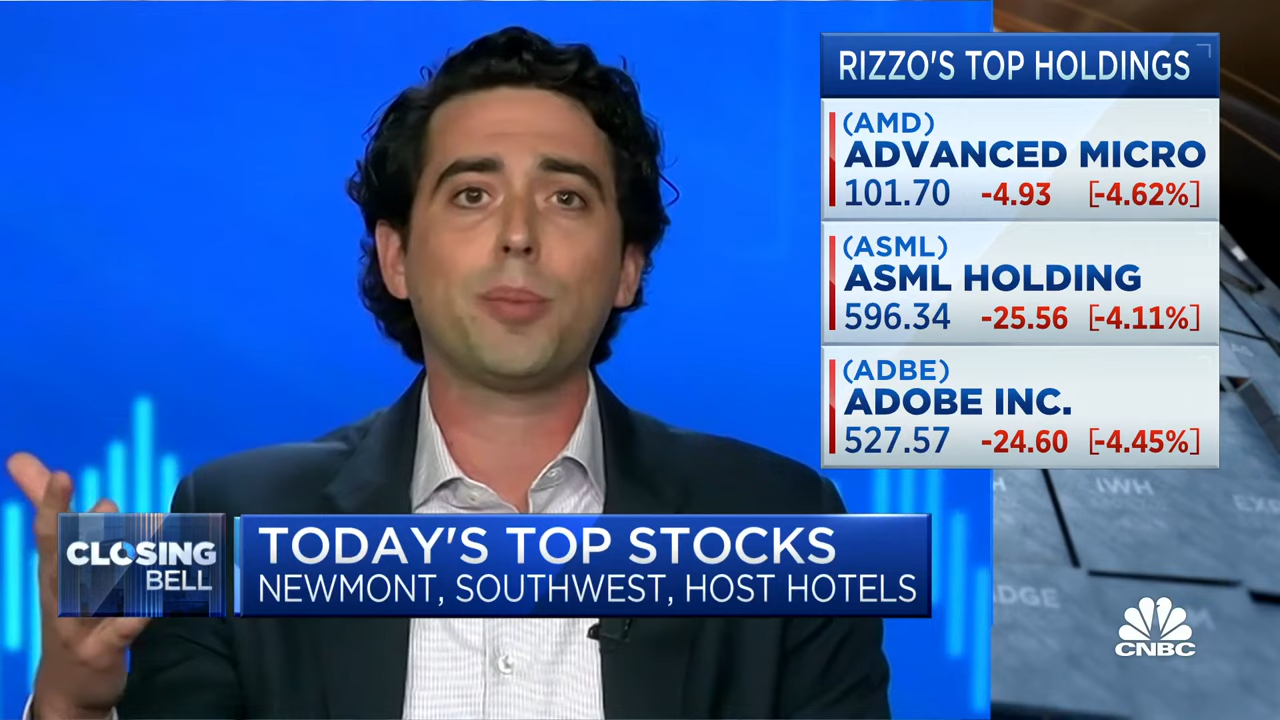 RIZZO'S TOP HOLDINGS
(AMD)
ADVANCED MICRO
101.70 -4.93 [-4.62%]
(ASML)
ASML HOLDING
596.34 -25.56 [-4.11%]
(ADBE)
ADOBE INC.
527.57 -24.60 [-4.45%]
IWH
CLOSING
BELL
TODAY'S TOP STOCKS
NEWMONT, SOUTHWEST, HOST HOTELS
CNBC